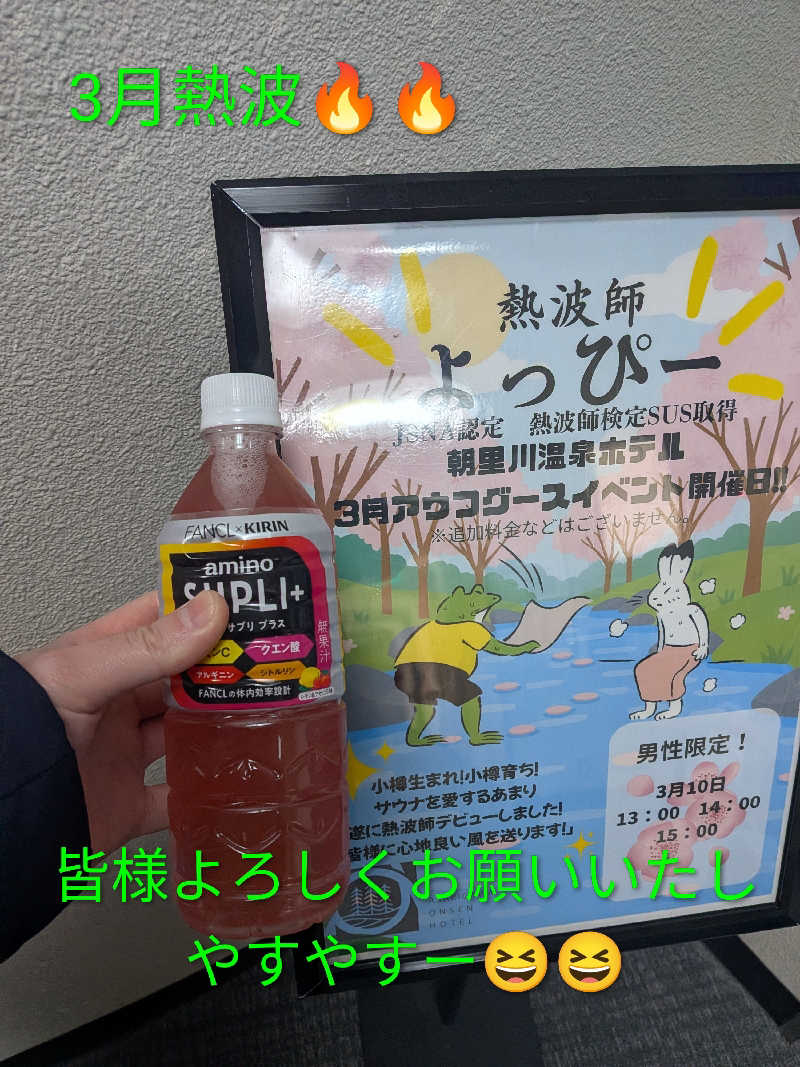 3月熱波🔥🔥
熱波師
よっぴー
JSNA認定 熱波師検定SUS取得
朝里川温泉ホテル
3月アウフグースイベント開催日!!
※追加料金などはございません。
FANCL×KIRIN
amino
SUPLI+
サプリ プラス
ンC
クエン酸
アルギニン
シトルリン
無果汁
FANCLの体内効率設計
小樽生まれ!小樽育ち!
サウナを愛するあまり
遂に熱波師デビューしました!
皆様に心地良い風を送ります!」
男性限定!
3月10日
13:00 14:00
15:00
ONSEN
HOTEL
皆様よろしくお願いいたし
やすやすー😆😆